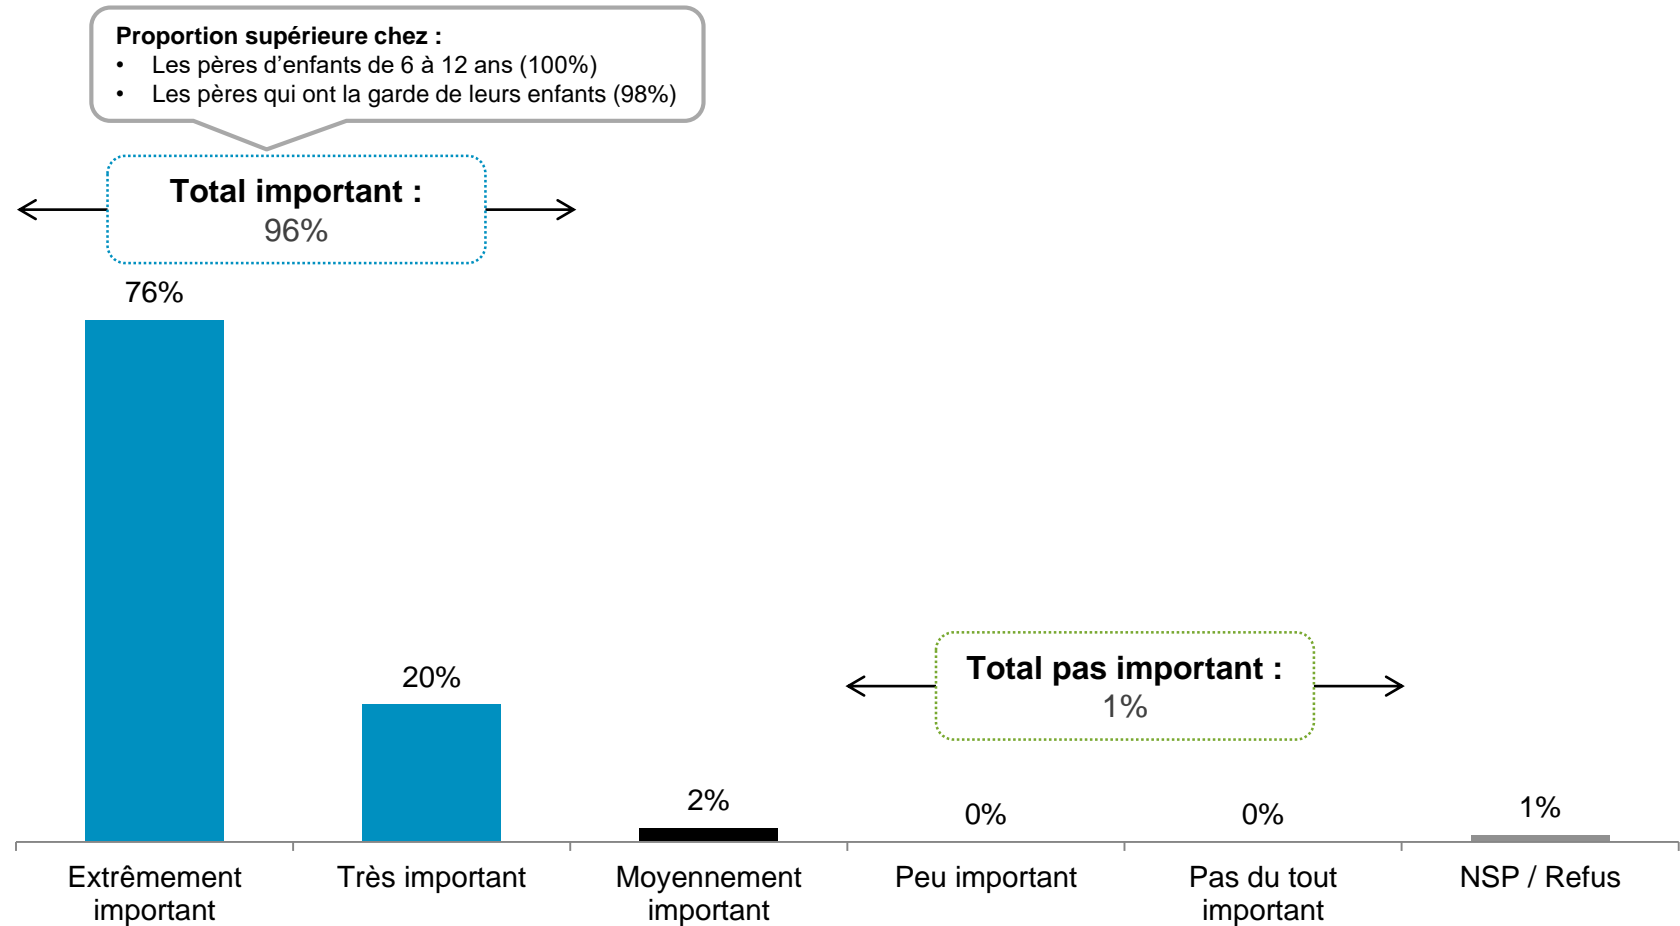 Proportion supérieure chez :
• Les pères d'enfants de 6 à 12 ans (100%)
• Les pères qui ont la garde de leurs enfants (98%)
Total important :
96%
76%
20%
Total pas important :
1%
2%
0%
0%
1%
Extrêmement
important
Très important
Moyennement
important
Peu important
Pas du tout
important
NSP / Refus